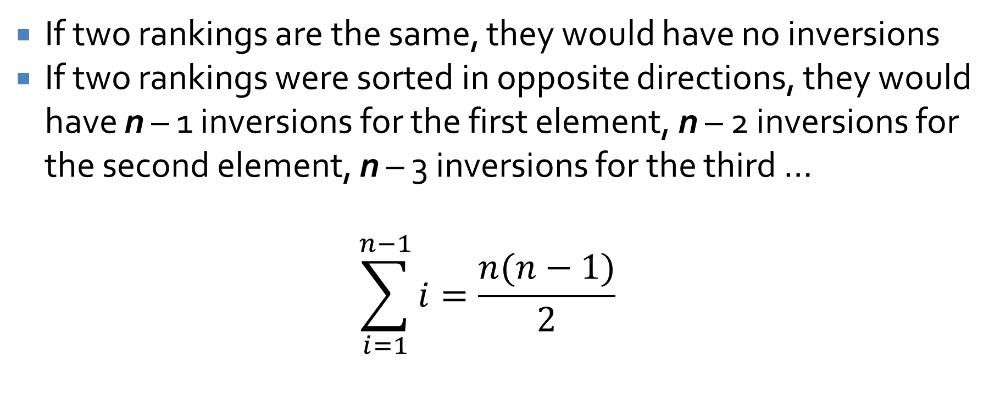 ▪ If two rankings are the same, they would have no inversions
▪ If two rankings were sorted in opposite directions, they would
have n – 1 inversions for the first element, n – 2 inversions for
the second element, n – 3 inversions for the third ...
n−1
∑ i = n(n − 1)
2
i=1